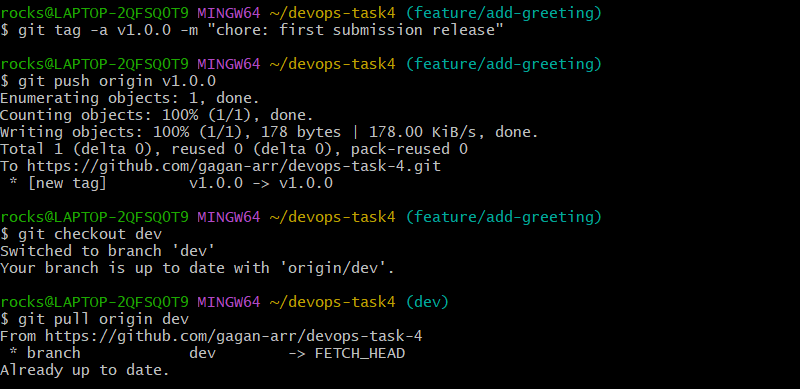 rocks@LAPTOP-2QFSQ0T9 MINGW64 ~/devops-task4 (feature/add-greeting)
$ git tag -a v1.0.0 -m "chore: first submission release"
rocks@LAPTOP-2QFSQ0T9 MINGW64 ~/devops-task4 (feature/add-greeting)
$ git push origin v1.0.0
Enumerating objects: 1, done.
Counting objects: 100% (1/1), done.
Writing objects: 100% (1/1), 178 bytes | 178.00 KiB/s, done.
Total 1 (delta 0), reused 0 (delta 0), pack-reused 0
To https://github.com/gagan-arr/devops-task-4.git
 * [new tag]         v1.0.0 -> v1.0.0
rocks@LAPTOP-2QFSQ0T9 MINGW64 ~/devops-task4 (feature/add-greeting)
$ git checkout dev
Switched to branch 'dev'
Your branch is up to date with 'origin/dev'.
rocks@LAPTOP-2QFSQ0T9 MINGW64 ~/devops-task4 (dev)
$ git pull origin dev
From https://github.com/gagan-arr/devops-task-4
 * branch            dev        -> FETCH_HEAD
Already up to date.